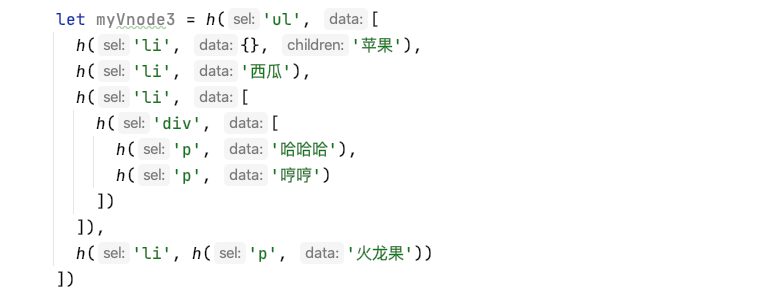 let myVnode3 = h( sel: 'ul', data: [
h( sel: 'li', data: {}, children: '苹果'),
h( sel: 'li', data: '西瓜'),
h( sel: 'li', data: [
h( sel: 'div', data: [
h( sel: 'p', data: '哈哈哈'),
h( sel: 'p', data: '哼哼')
])
]),
h( sel: 'li', h( sel: 'p', data: '火龙果'))
])